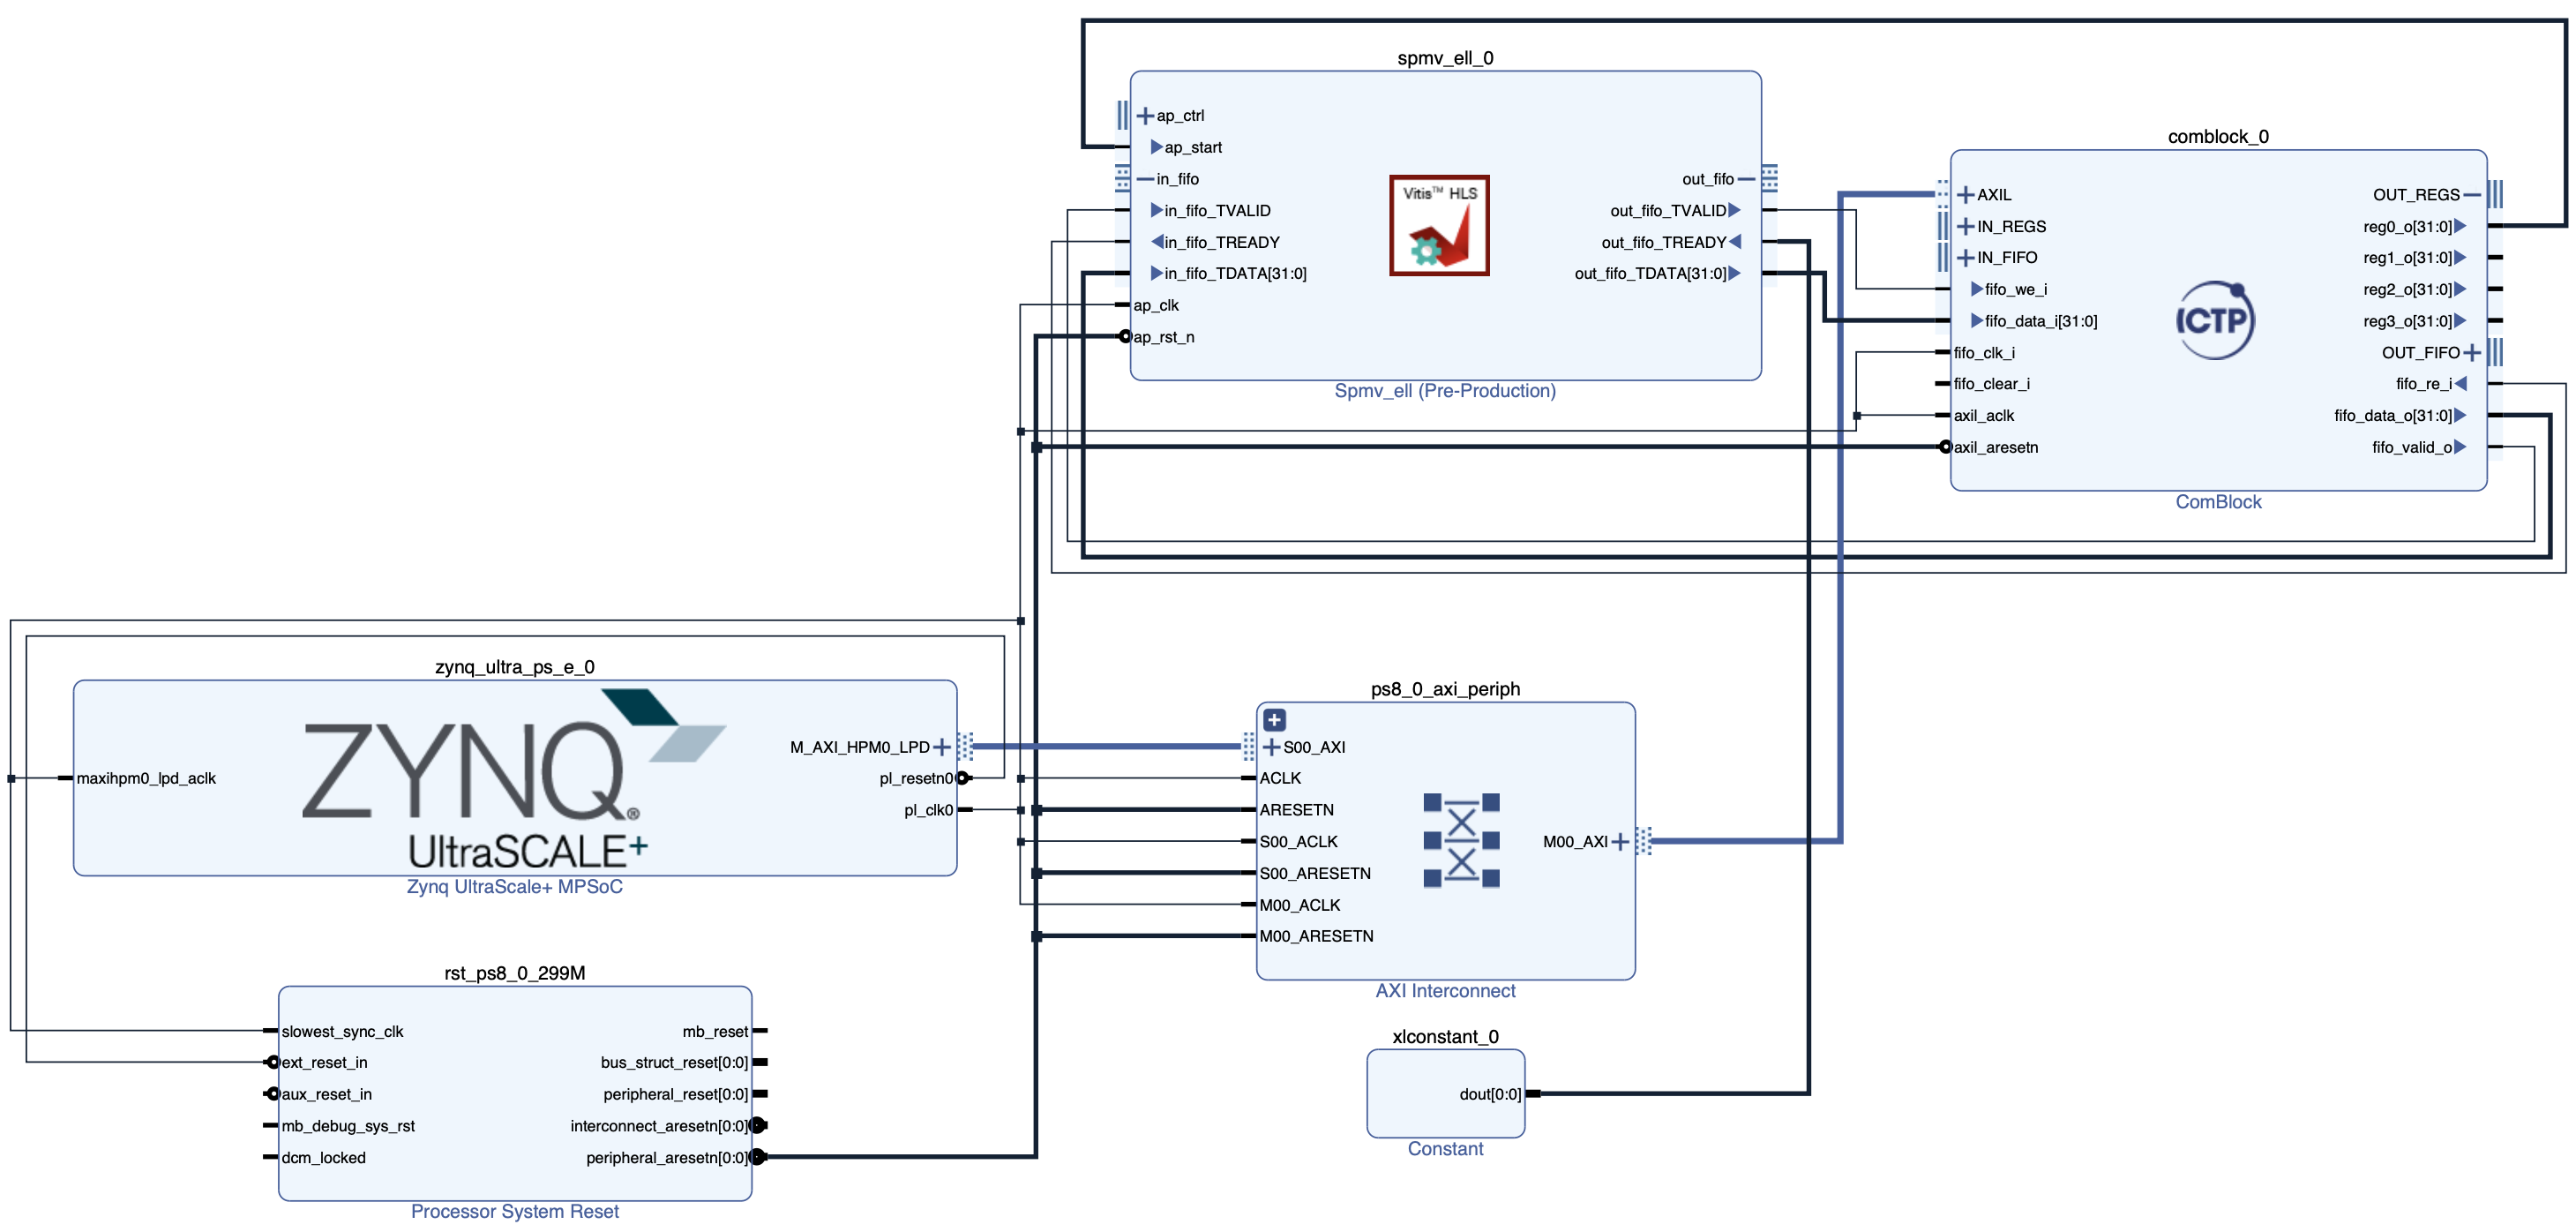 spmv_ell_0
ap_ctrl
ap_start
in_fifo
in_fifo_TVALID
in_fifo_TREADY
in_fifo_TDATA[31:0]
ap_clk
ap_rst_n
Vitis™ HLS
out_fifo
out_fifo_TVALID
out_fifo_TREADY
out_fifo_TDATA[31:0]
Spmv_ell (Pre-Production)
comblock_0
AXIL
IN_REGS
IN_FIFO
fifo_we_i
fifo_data_i[31:0]
fifo_clk_i
fifo_clear_i
axil_aclk
axil_aresetn
ICTP
OUT_REGS
reg0_o[31:0]
reg1_o[31:0]
reg2_o[31:0]
reg3_o[31:0]
OUT_FIFO
fifo_re_i
fifo_data_o[31:0]
fifo_valid_o
ComBlock
zynq_ultra_ps_e_0
maxihpm0_lpd_aclk
ZYNQ®
UltraSCALE+
M_AXI_HPM0_LPD
pl_resetn0
pl_clk0
Zynq UltraScale+ MPSoC
ps8_0_axi_periph
S00_AXI
ACLK
ARESETN
S00_ACLK
S00_ARESETN
M00_ACLK
M00_ARESETN
M00_AXI
AXI Interconnect
rst_ps8_0_299M
slowest_sync_clk
ext_reset_in
aux_reset_in
mb_debug_sys_rst
dcm_locked
mb_reset
bus_struct_reset[0:0]
peripheral_reset[0:0]
interconnect_aresetn[0:0]
peripheral_aresetn[0:0]
Processor System Reset
xlconstant_0
dout[0:0]
Constant